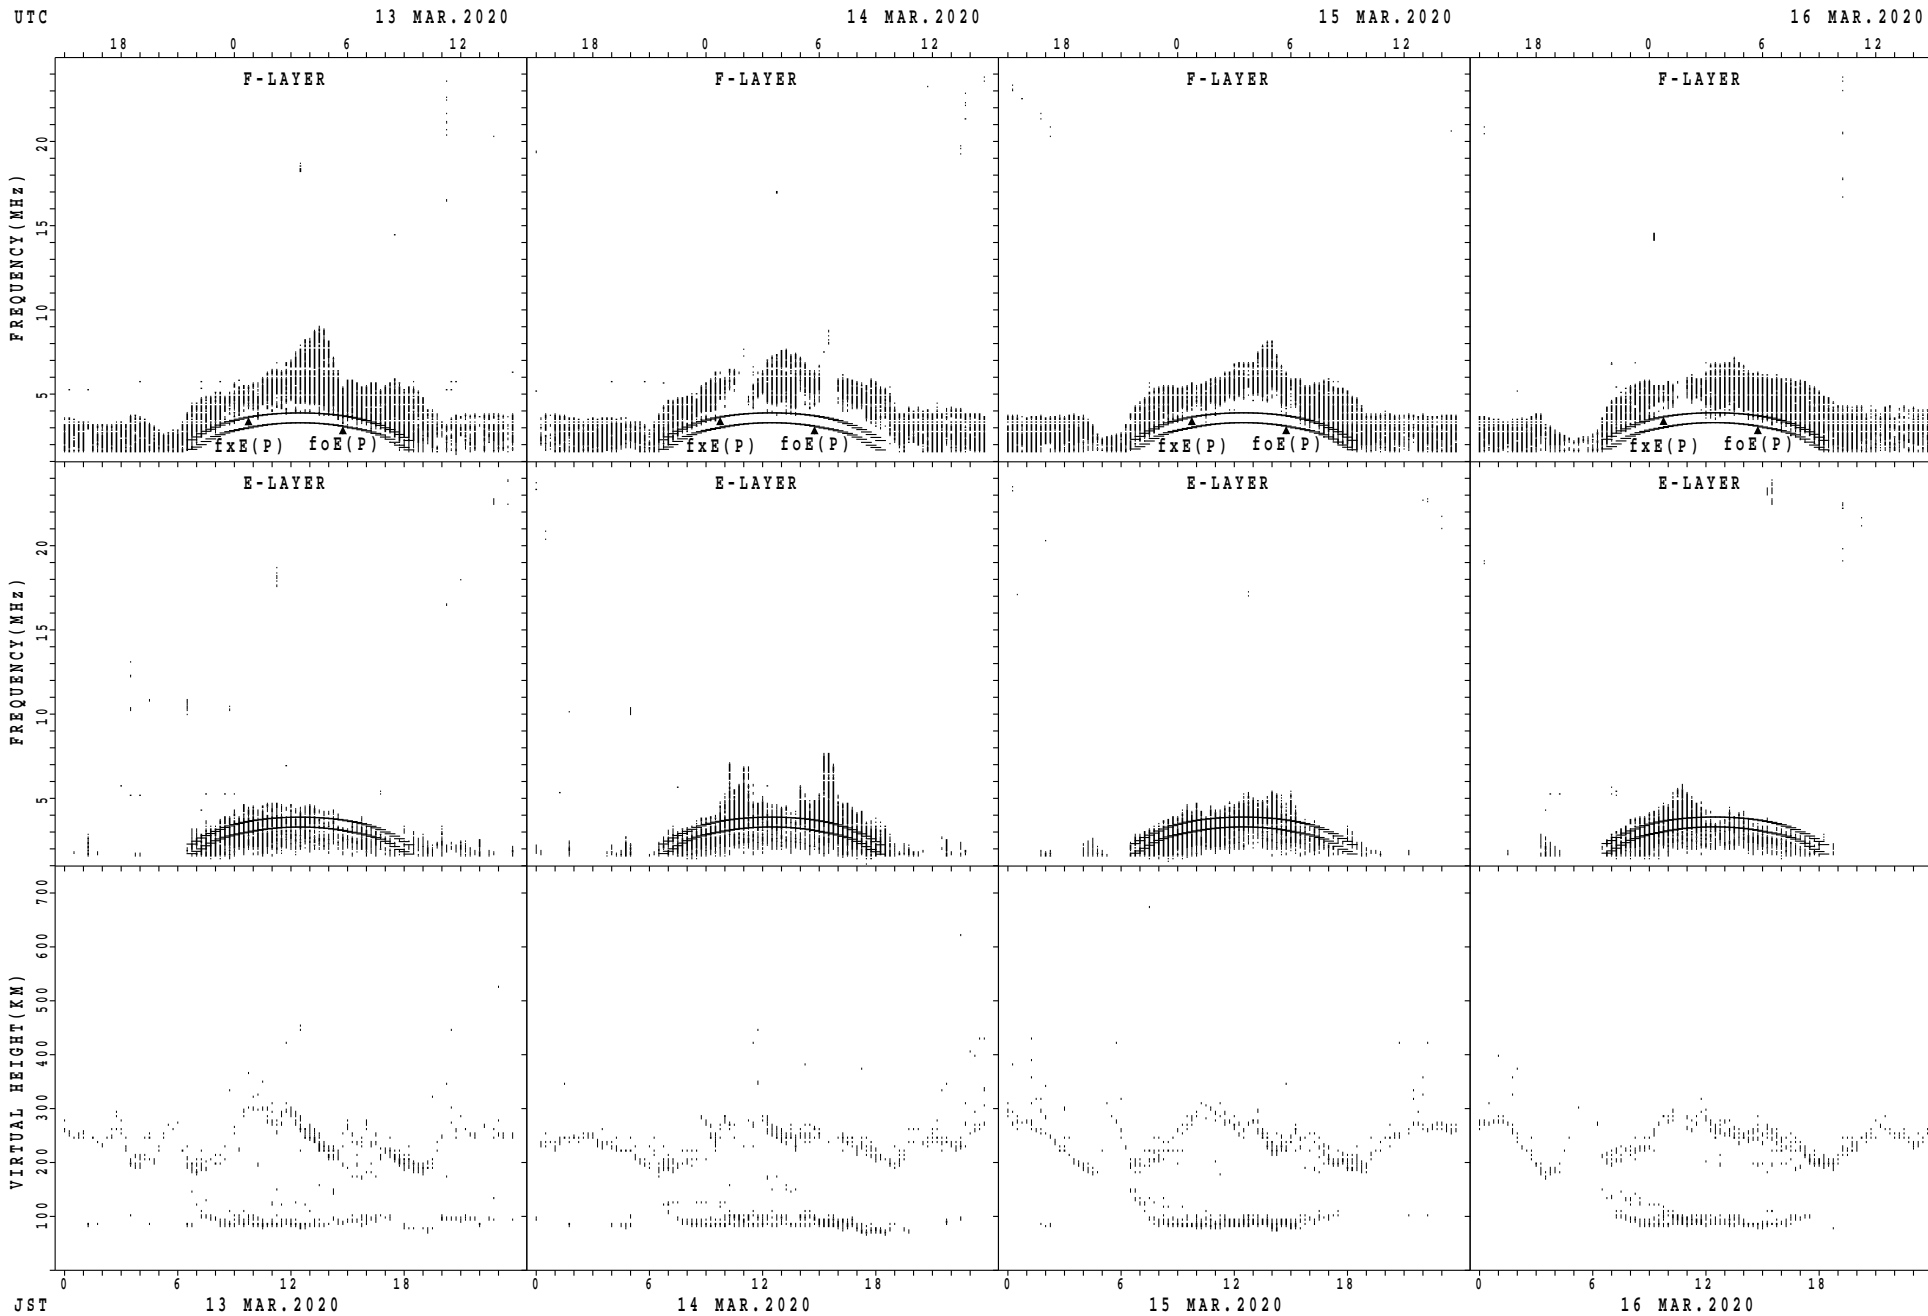 UTC 13 MAR.2020 14 MAR.2020 15 MAR.2020 16 MAR.2020
18 0 6 12 18 0 6 12 18 0 6 12 18 0 6 12
F-LAYER F-LAYER F-LAYER F-LAYER
FREQUENCY(MHz)
20
15
10
5
fxE(P) foE(P) fxE(P) foE(P) fxE(P) foE(P) fxE(P) foE(P)
E-LAYER E-LAYER E-LAYER E-LAYER
FREQUENCY(MHz)
20
15
10
5
VIRTUAL HEIGHT(KM)
700
600
500
400
300
200
100
0 6 12 18 0 6 12 18 0 6 12 18 0 6 12 18
JST 13 MAR.2020 14 MAR.2020 15 MAR.2020 16 MAR.2020